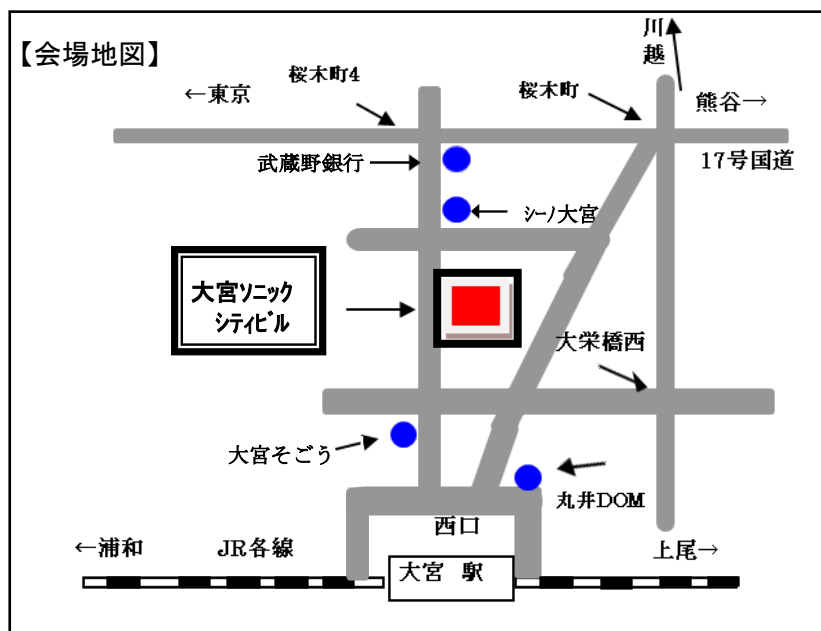 【会場地図】
川
越
桜木町4
桜木町
←東京
熊谷→
武蔵野銀行
17号国道
ｼｰﾉ大宮
大宮ｿﾆｯｸ
ｼﾃｨﾋﾞﾙ
大栄橋西
大宮そごう
丸井DOM
西口
←浦和
JR各線
上尾→
大宮 駅